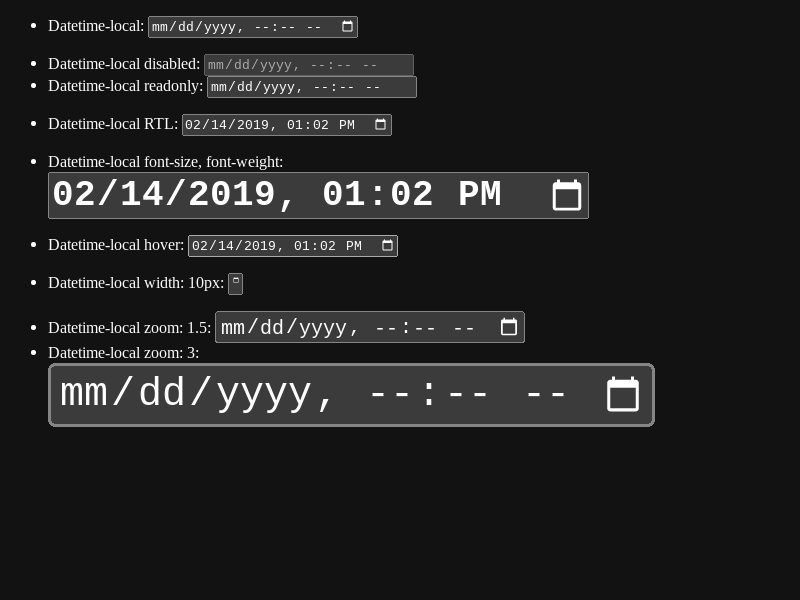 Datetime-local: mm/dd/yyyy, --:-- --
Datetime-local disabled: mm/dd/yyyy, --:-- --
Datetime-local readonly: mm/dd/yyyy, --:-- --
Datetime-local RTL: 02/14/2019, 01:02 PM
Datetime-local font-size, font-weight:
02/14/2019, 01:02 PM
Datetime-local hover: 02/14/2019, 01:02 PM
Datetime-local width: 10px:
Datetime-local zoom: 1.5: mm/dd/yyyy, --:-- --
Datetime-local zoom: 3:
mm/dd/yyyy, --:-- --